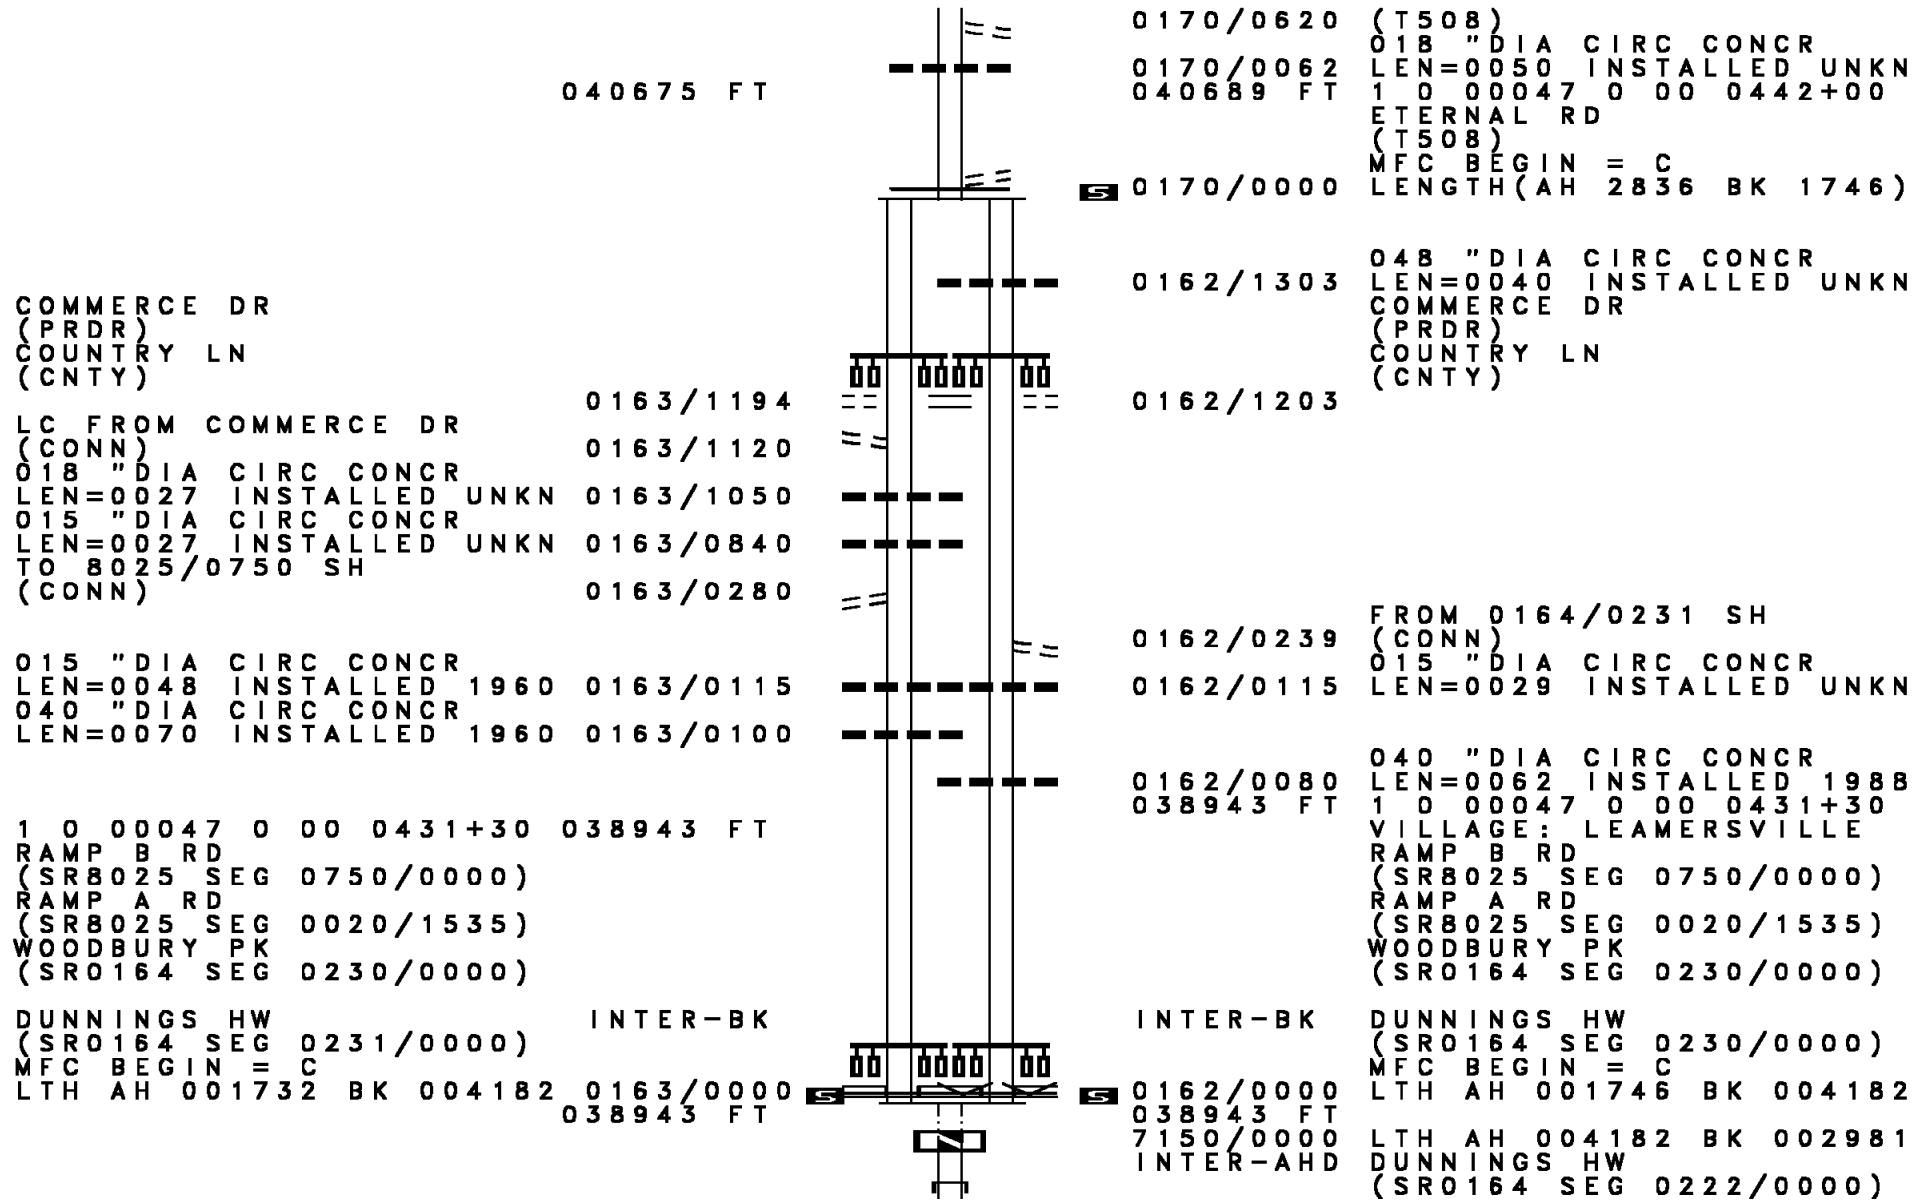 0170/0620 (T508)
018 "DIA CIRC CONCR
0170/0062 LEN=0050 INSTALLED UNKN
040675 FT 040689 FT 1 0 00047 0 00 0442+00
ETERNAL RD
(T508)
MFC BEGIN = C
S 0170/0000 LENGTH(AH 2836 BK 1746)
048 "DIA CIRC CONCR
0162/1303 LEN=0040 INSTALLED UNKN
COMMERCE DR COMMERCE DR
(PRDR) (PRDR)
COUNTRY LN COUNTRY LN
(CNTY) (CNTY)
0163/1194 0162/1203
LC FROM COMMERCE DR
(CONN) 0163/1120
018 "DIA CIRC CONCR
LEN=0027 INSTALLED UNKN 0163/1050
015 "DIA CIRC CONCR
LEN=0027 INSTALLED UNKN 0163/0840
TO 8025/0750 SH
(CONN) 0163/0280
FROM 0164/0231 SH
0162/0239 (CONN)
015 "DIA CIRC CONCR 015 "DIA CIRC CONCR
LEN=0048 INSTALLED 1960 0163/0115 0162/0115 LEN=0029 INSTALLED UNKN
040 "DIA CIRC CONCR
LEN=0070 INSTALLED 1960 0163/0100
040 "DIA CIRC CONCR
0162/0080 LEN=0062 INSTALLED 1988
038943 FT 1 0 00047 0 00 0431+30
1 0 00047 0 00 0431+30 038943 FT VILLAGE: LEAMERSVILLE
RAMP B RD RAMP B RD
(SR8025 SEG 0750/0000) (SR8025 SEG 0750/0000)
RAMP A RD RAMP A RD
(SR8025 SEG 0020/1535) (SR8025 SEG 0020/1535)
WOODBURY PK WOODBURY PK
(SR0164 SEG 0230/0000) (SR0164 SEG 0230/0000)
DUNNINGS HW INTER-BK INTER-BK DUNNINGS HW
(SR0164 SEG 0231/0000) (SR0164 SEG 0230/0000)
MFC BEGIN = C MFC BEGIN = C
LTH AH 001732 BK 004182 0163/0000 S S 0162/0000 LTH AH 001746 BK 004182
038943 FT 038943 FT
7150/0000 LTH AH 004182 BK 002981
INTER-AHD DUNNINGS HW
(SR0164 SEG 0222/0000)